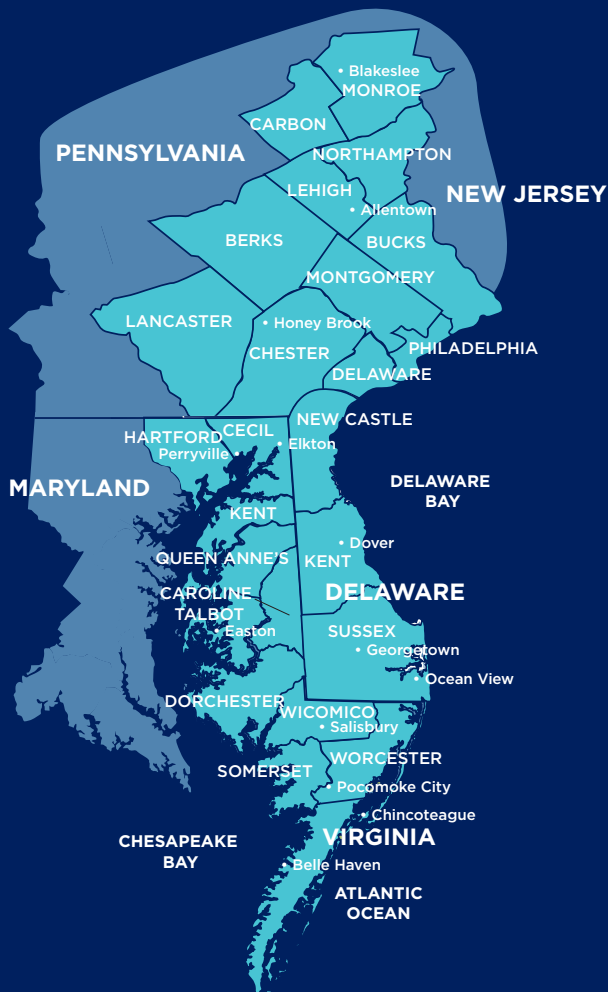 • Blakeslee
MONROE
CARBON
PENNSYLVANIA
NORTHAMPTON
LEHIGH
NEW JERSEY
• Allentown
BERKS
BUCKS
MONTGOMERY
LANCASTER
• Honey Brook
CHESTER
PHILADELPHIA
DELAWARE
NEW CASTLE
HARTFORD
CECIL
• Elkton
Perryville •
MARYLAND
DELAWARE
BAY
KENT
• Dover
QUEEN ANNE'S
KENT
DELAWARE
CAROLINE
TALBOT
• Easton
SUSSEX
• Georgetown
• Ocean View
DORCHESTER
WICOMICO
• Salisbury
WORCESTER
SOMERSET
• Pocomoke City
• Chincoteague
VIRGINIA
CHESAPEAKE
BAY
• Belle Haven
ATLANTIC
OCEAN